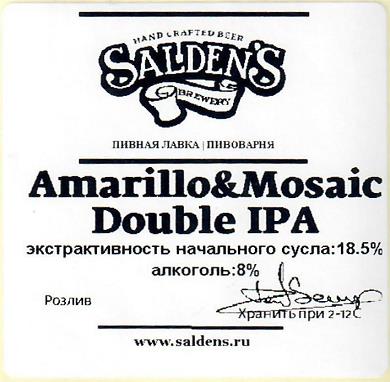 HAND CRAFTED BEER
SALDEN'S
BREWERY
ПИВНАЯ ЛАВКА | ПИВОВАРНЯ
Amarillo&Mosaic
Double IPA
экстрактивность начального сусла:18.5%
алкоголь:8%
Розлив
Хранить при 2-12С
www.saldens.ru